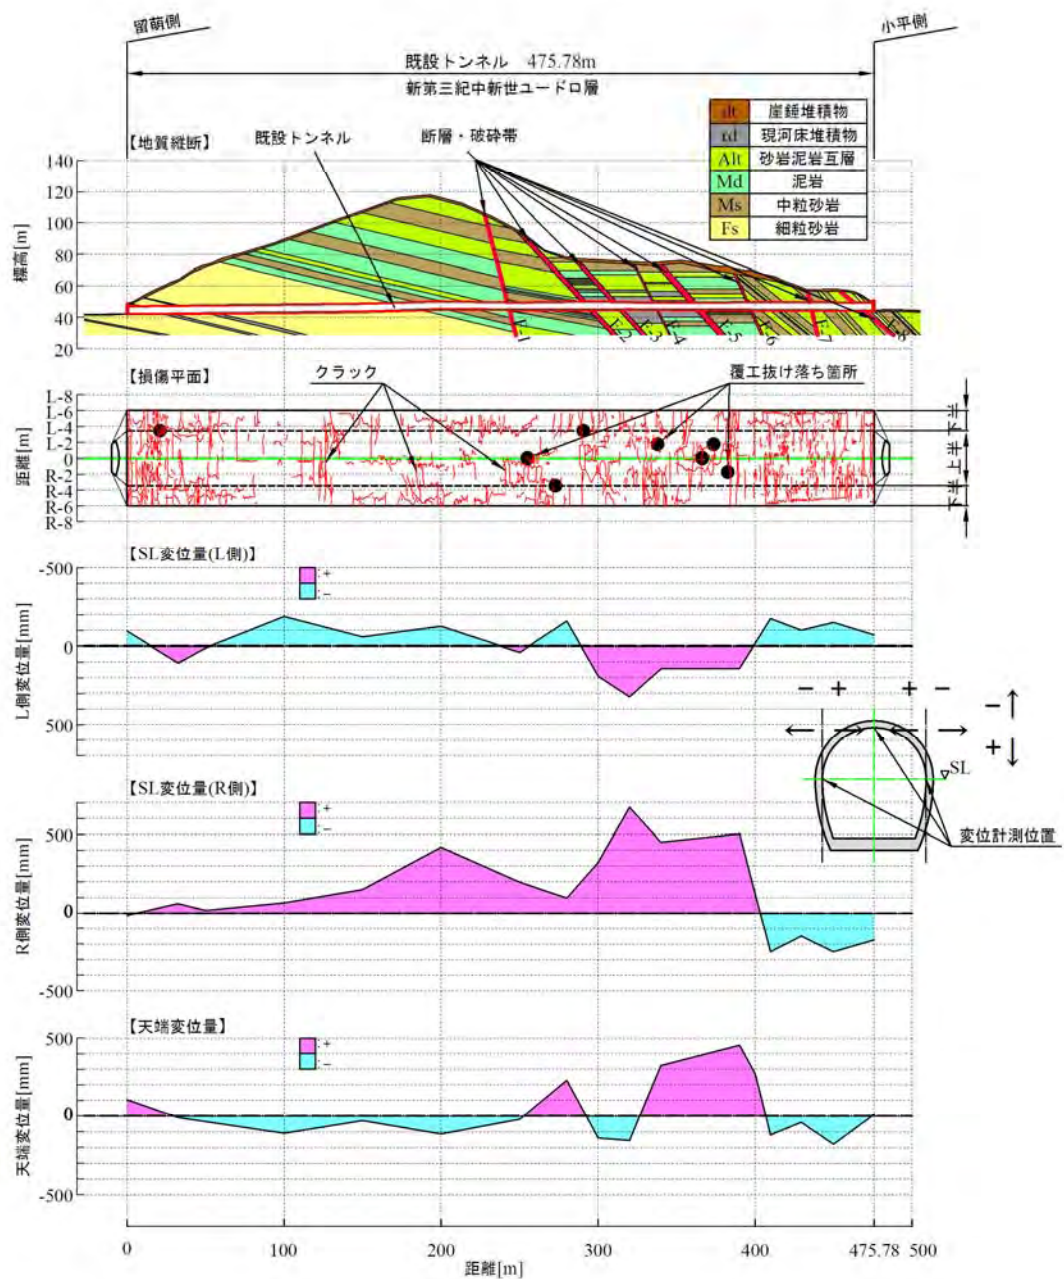 留萌側
小平側
既設トンネル 475.78m
新第三紀中新世ユードロ層
【地質縦断】
既設トンネル
断層・破砕帯
dt 崖錐堆積物
rd 現河床堆積物
Alt 砂岩泥岩互層
Md 泥岩
Ms 中粒砂岩
Fs 細粒砂岩
標高[m]
140
120
100
80
60
40
20
F-1
F-2
F-3
F-4
F-5
F-6
F-7
F-8
【損傷平面】
クラック
覆工抜け落ち箇所
距離[m]
L-8
L-6
L-4
L-2
0
R-2
R-4
R-6
R-8
【SL変位量(L側)】
:+
:−
L側変位量[mm]
-500
0
500
− + + −
−↑
+↓
SL
変位計測位置
【SL変位量(R側)】
:+
:−
R側変位量[mm]
500
0
-500
【天端変位量】
:+
:−
天端変位量[mm]
500
0
-500
0 100 200 300 400 475.78 500
距離[m]